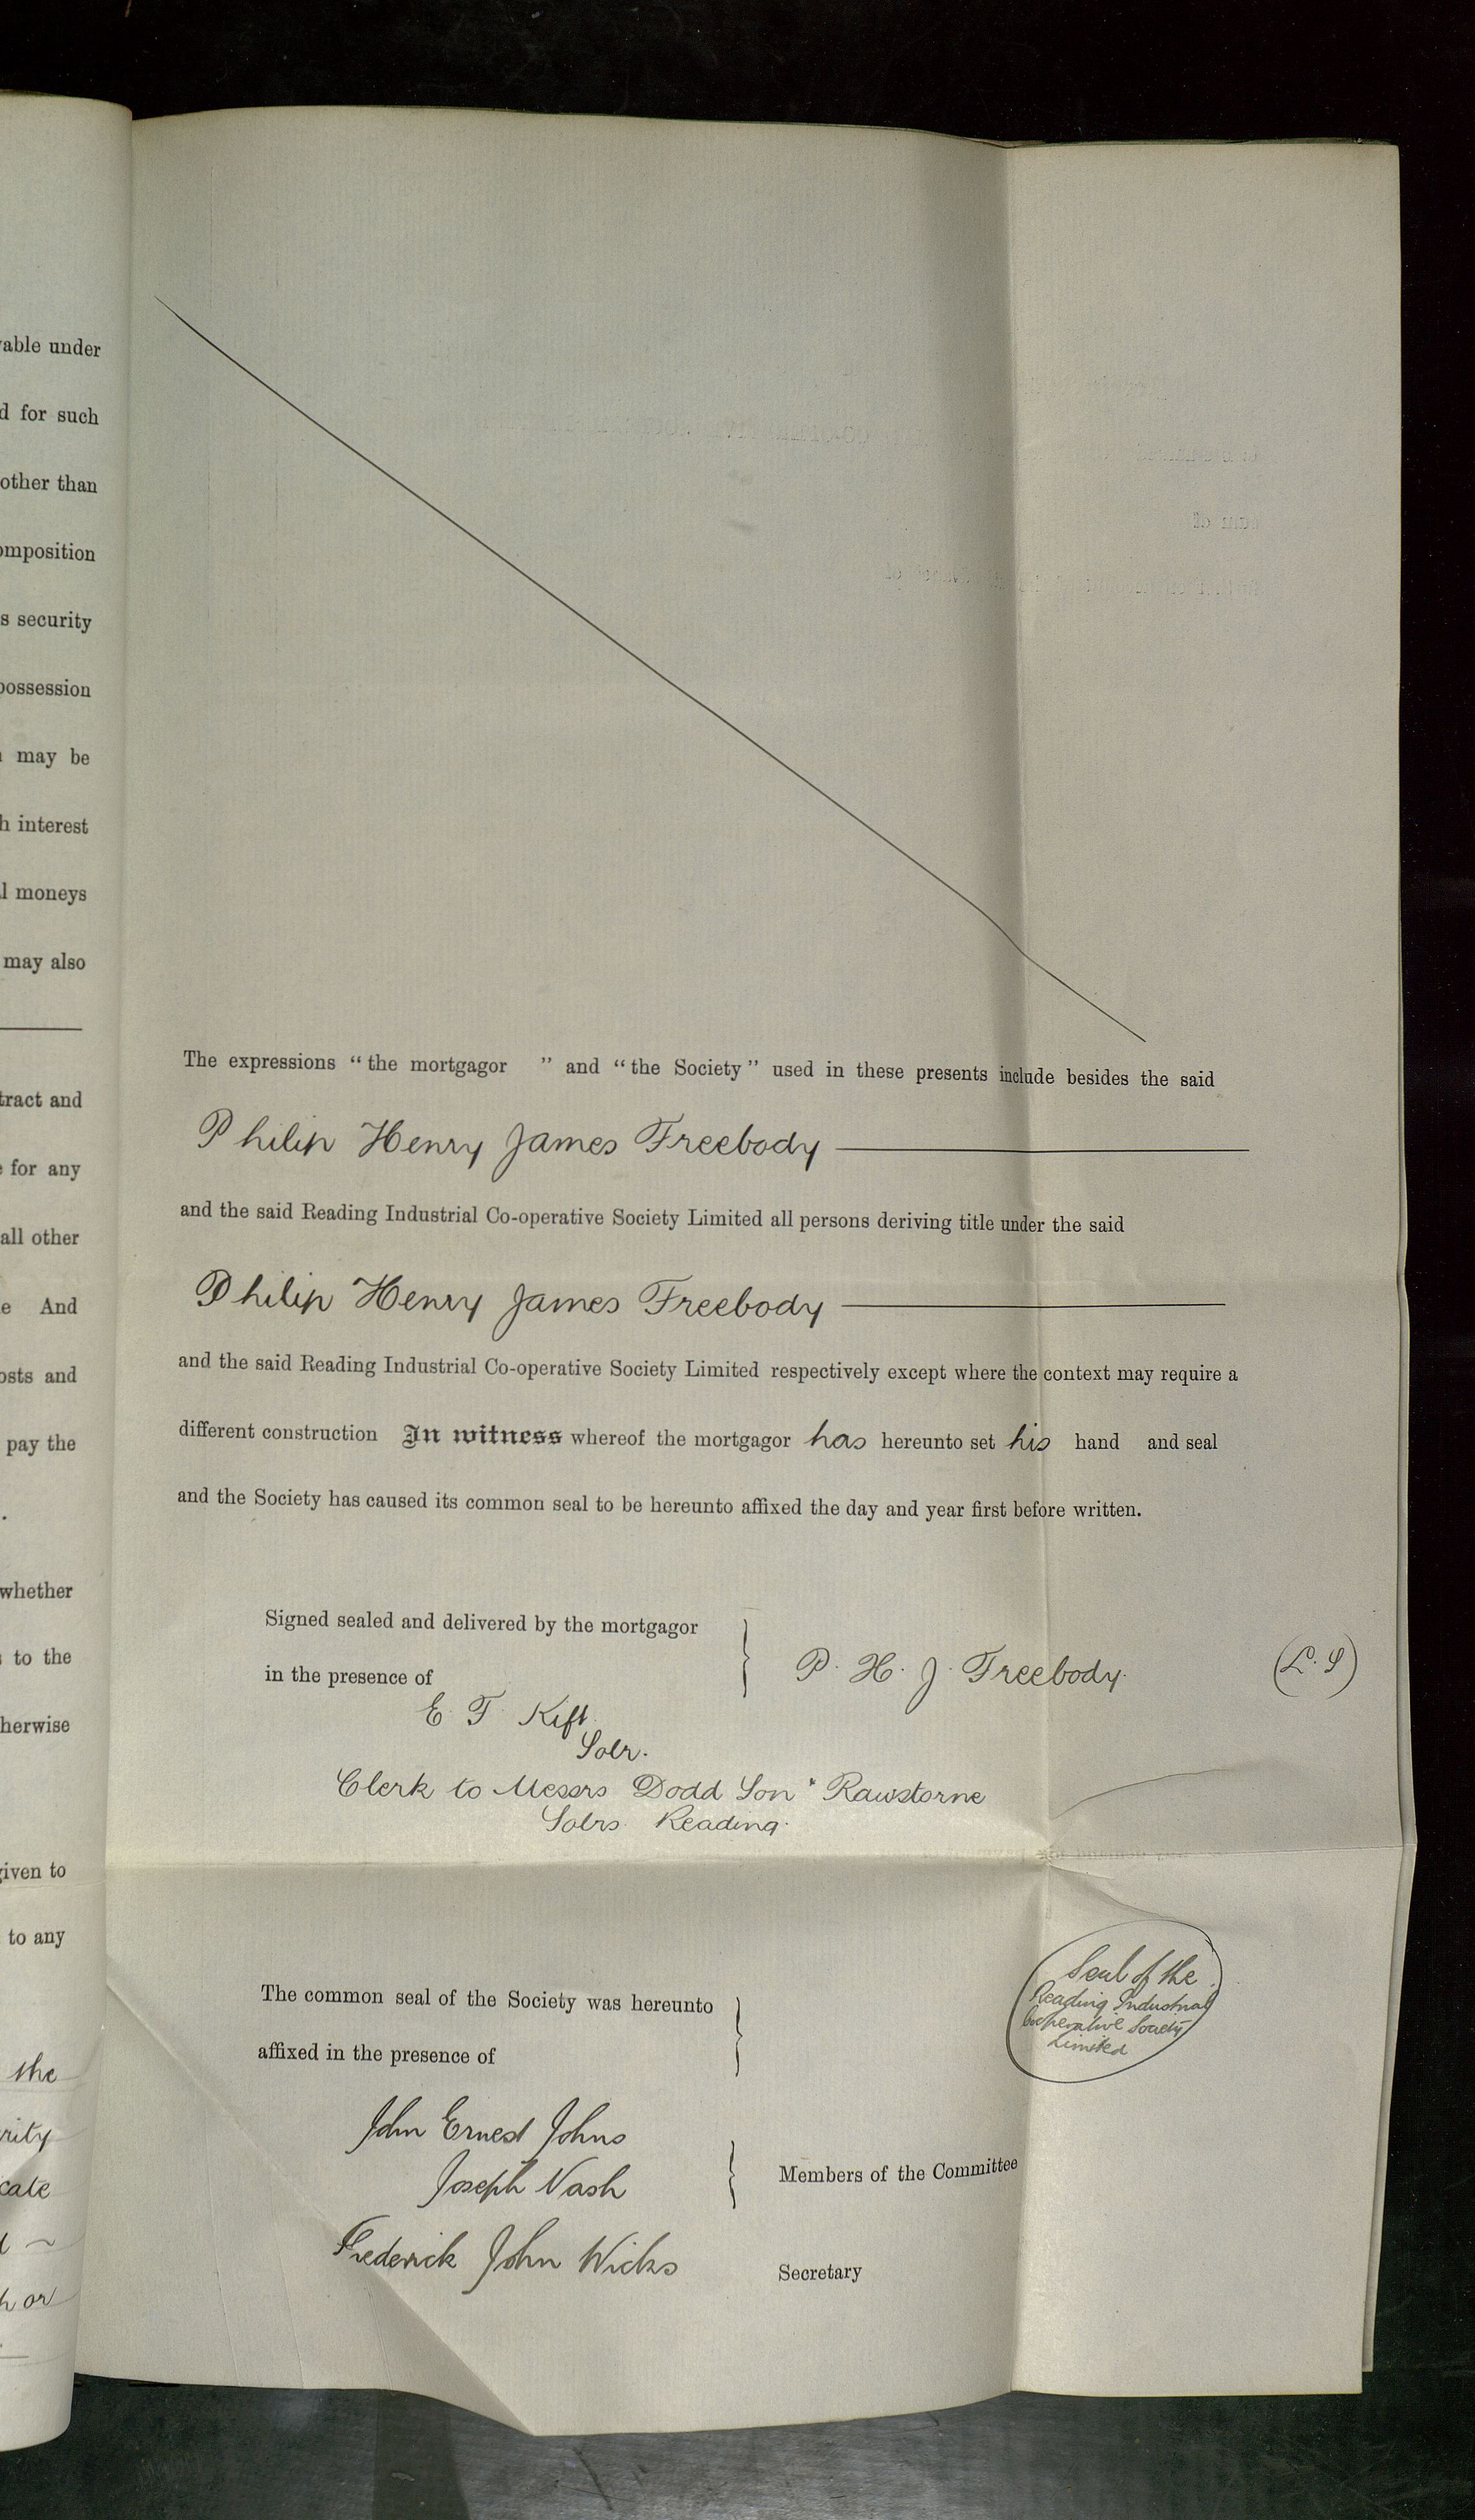 yable under
d for such
other than
omposition
s security
possession
may be
h interest
l moneys
may also
tract and
for any
all other
e And
osts and
pay the
whether
to the
herwise
given to
to any
the
rity
cate
h or
The expressions “the mortgagor ” and “the Society” used in these presents include besides the said
Philip Henry James Freebody
and the said Reading Industrial Co-operative Society Limited all persons deriving title under the said
Philip Henry James Freebody
and the said Reading Industrial Co-operative Society Limited respectively except where the context may require a
different construction In witness whereof the mortgagor has hereunto set his hand and seal
and the Society has caused its common seal to be hereunto affixed the day and year first before written.
Signed sealed and delivered by the mortgagor
in the presence of
P. H. J. Freebody. (L.S)
E. T. Kift.
Solr.
Clerk to Messrs Dodd Son & Rawstorne
Solrs Reading.
The common seal of the Society was hereunto
affixed in the presence of
Seal of the
Reading Industrial
Cooperative Society
Limited
John Ernest Johns
Joseph Nash
Members of the Committee
Frederick John Wicks
Secretary